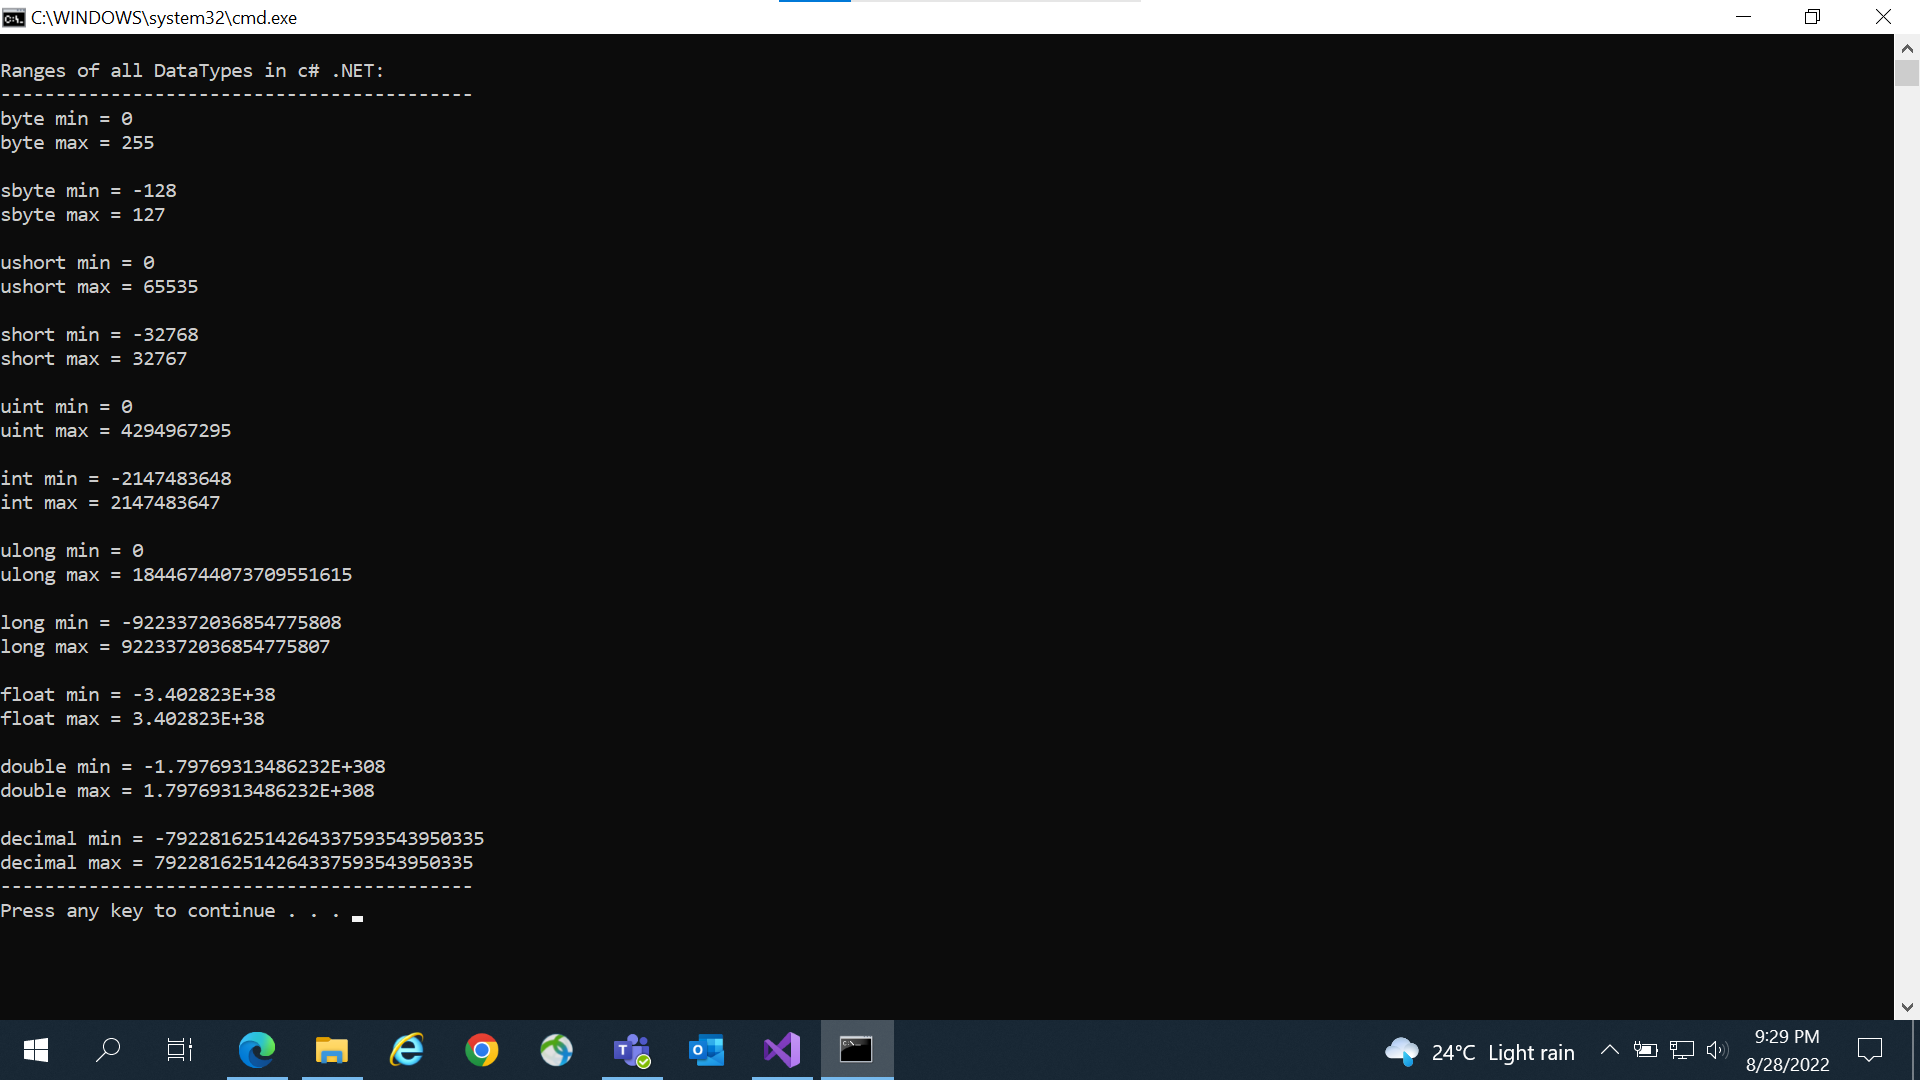 C:\WINDOWS\system32\cmd.exe
Ranges of all DataTypes in c# .NET:
-------------------------------------------
byte min = 0
byte max = 255
sbyte min = -128
sbyte max = 127
ushort min = 0
ushort max = 65535
short min = -32768
short max = 32767
uint min = 0
uint max = 4294967295
int min = -2147483648
int max = 2147483647
ulong min = 0
ulong max = 18446744073709551615
long min = -9223372036854775808
long max = 9223372036854775807
float min = -3.402823E+38
float max = 3.402823E+38
double min = -1.79769313486232E+308
double max = 1.79769313486232E+308
decimal min = -79228162514264337593543950335
decimal max = 79228162514264337593543950335
-------------------------------------------
Press any key to continue . . .
24°C Light rain
9:29 PM
8/28/2022